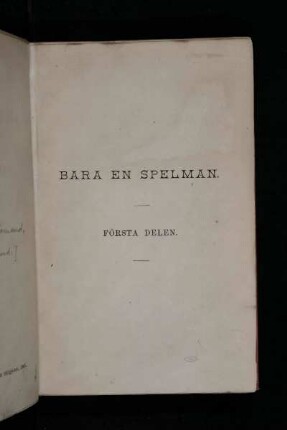 BARA EN SPELMAN.
FÖRSTA DELEN.